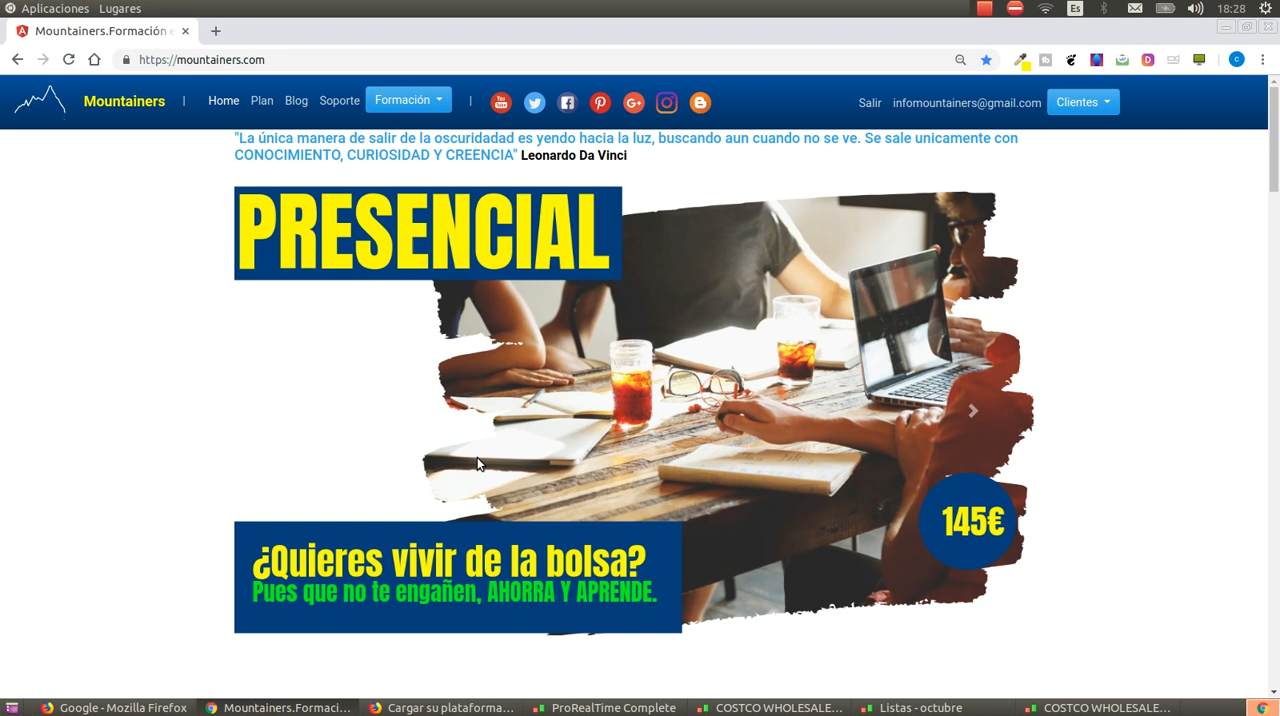 Aplicaciones Lugares
Es
18:28
Mountainers.Formación e
https://mountainers.com
Mountainers | Home Plan Blog Soporte Formación |
Salir infomountainers@gmail.com Clientes
"La única manera de salir de la oscuridadad es yendo hacia la luz, buscando aun cuando no se ve. Se sale unicamente con
CONOCIMIENTO, CURIOSIDAD Y CREENCIA" Leonardo Da Vinci
PRESENCIAL
145€
¿Quieres vivir de la bolsa?
Pues que no te engañen, AHORRA Y APRENDE.
Google - Mozilla Firefox
Mountainers.Formaci...
Cargar su plataforma...
ProRealTime Complete
COSTCO WHOLESALE...
Listas - octubre
COSTCO WHOLESALE...